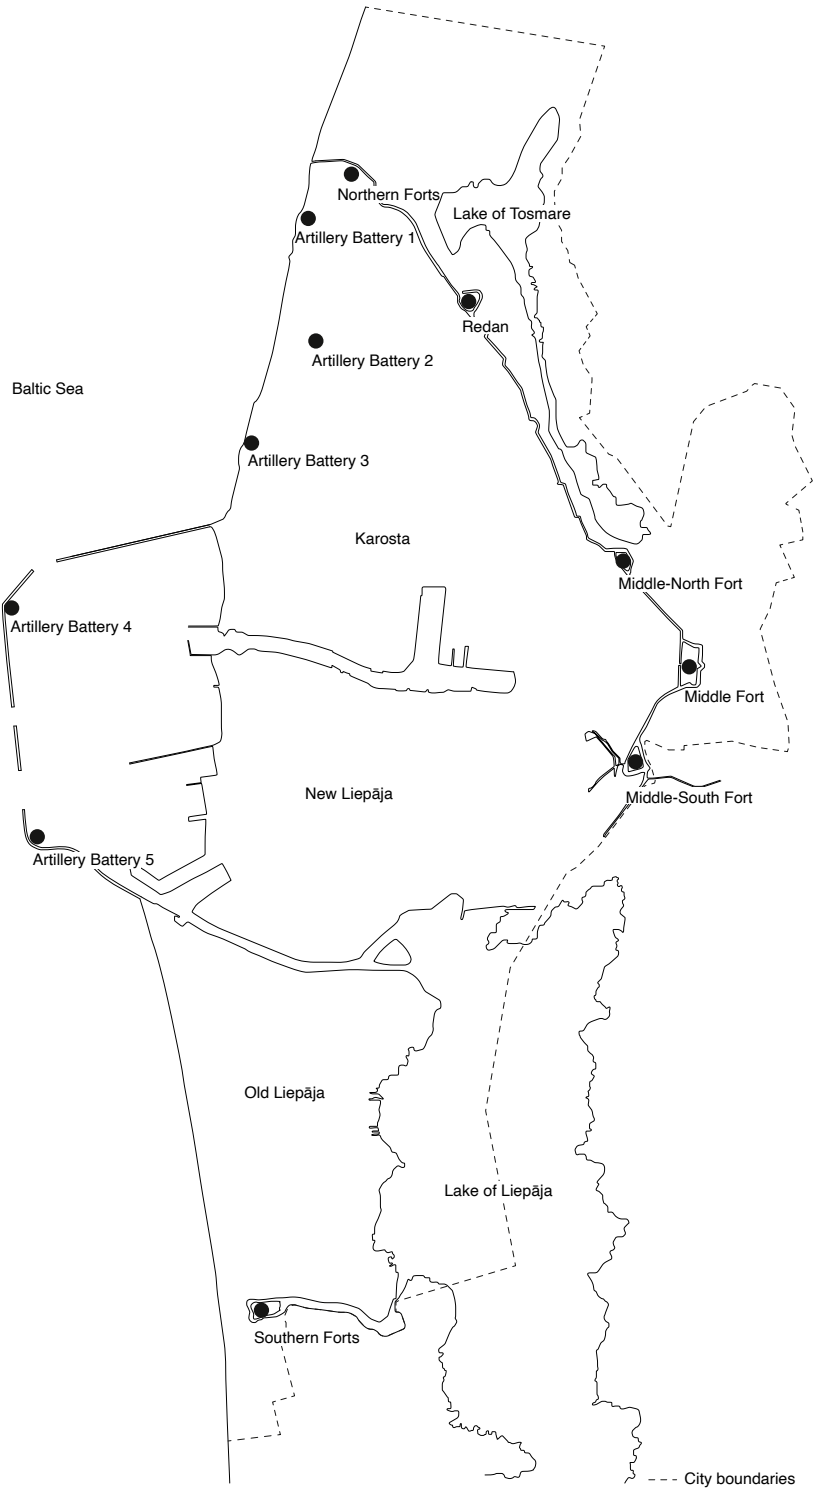 Northern Forts
Lake of Tosmare
Artillery Battery 1
Redan
Artillery Battery 2
Baltic Sea
Artillery Battery 3
Karosta
Middle-North Fort
Artillery Battery 4
Middle Fort
New Liepāja
Middle-South Fort
Artillery Battery 5
Old Liepāja
Lake of Liepāja
Southern Forts
City boundaries